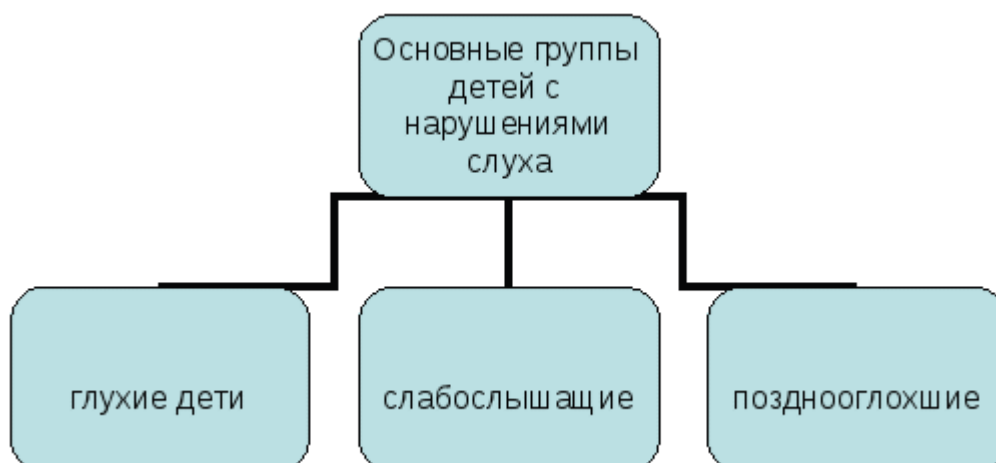 Основные группы
детей с
нарушениями
слуха
глухие дети
слабослышащие
позднооглохшие